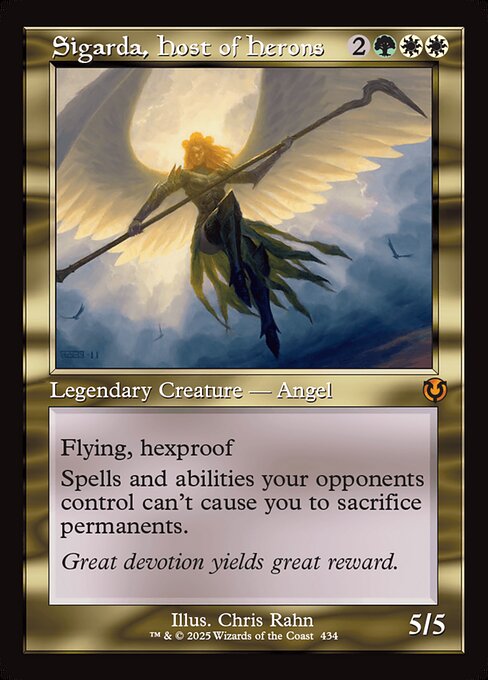 Sigarda, Host of Herons 2
Legendary Creature — Angel
Flying, hexproof
Spells and abilities your opponents
control can't cause you to sacrifice
permanents.
Great devotion yields great reward.
Illus. Chris Rahn
™ & © 2025 Wizards of the Coast 434
5/5